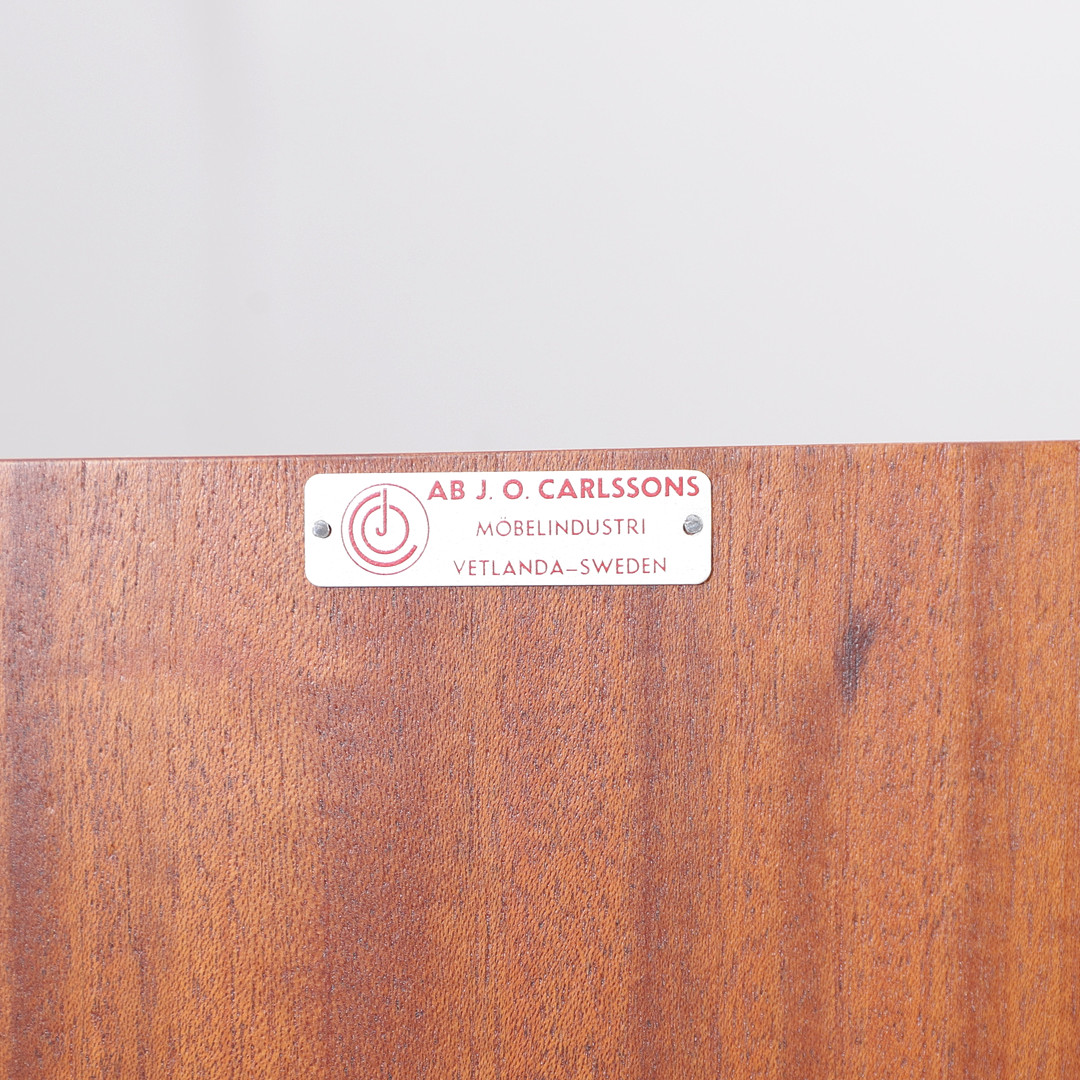 AB J. O. CARLSSONS
MÖBELINDUSTRI
VETLANDA–SWEDEN